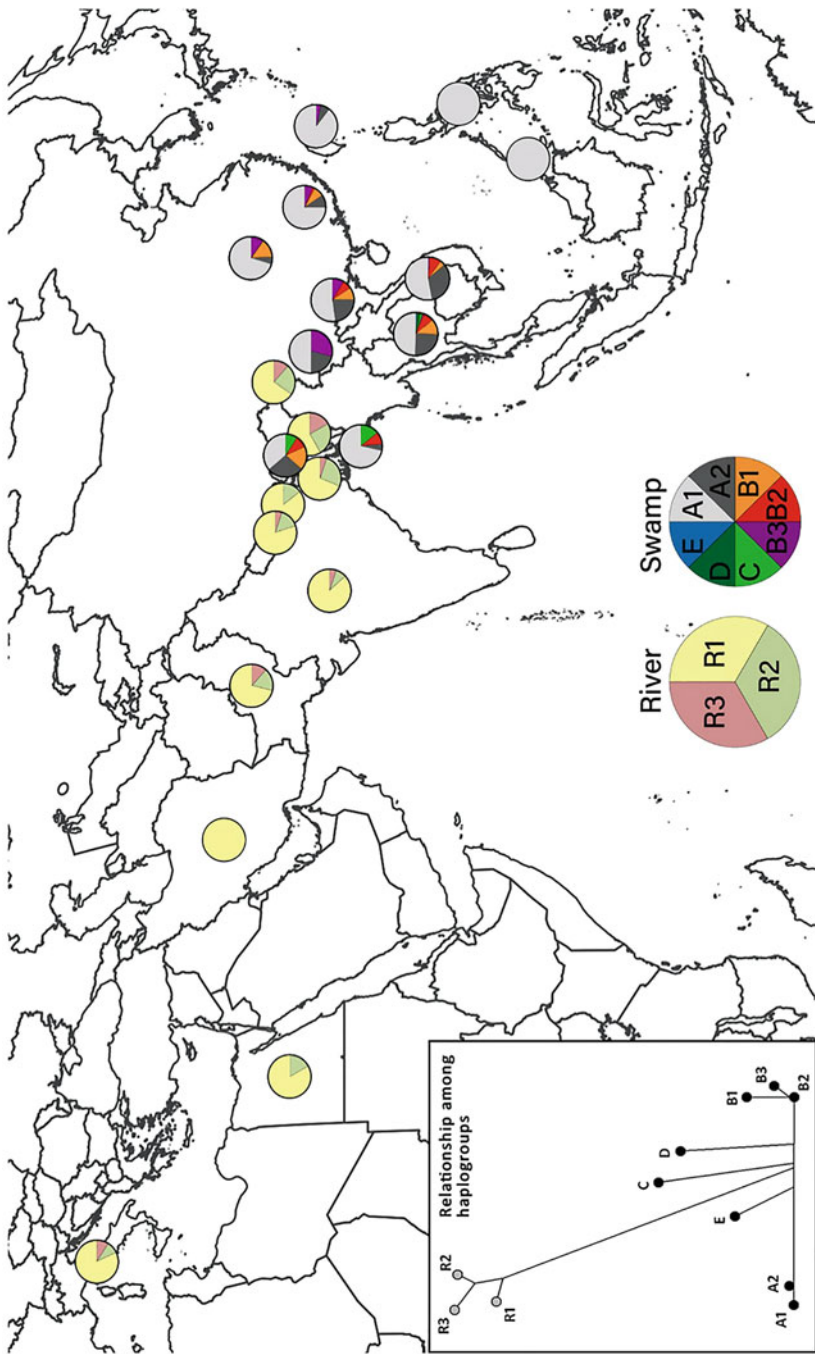 Relationship among
haplogroups
R2
R3
R1
D
C
E
B1
B3
B2
A2
A1
River
R3
R1
R2
Swamp
E
A1
D
A2
C
B1
B3
B2